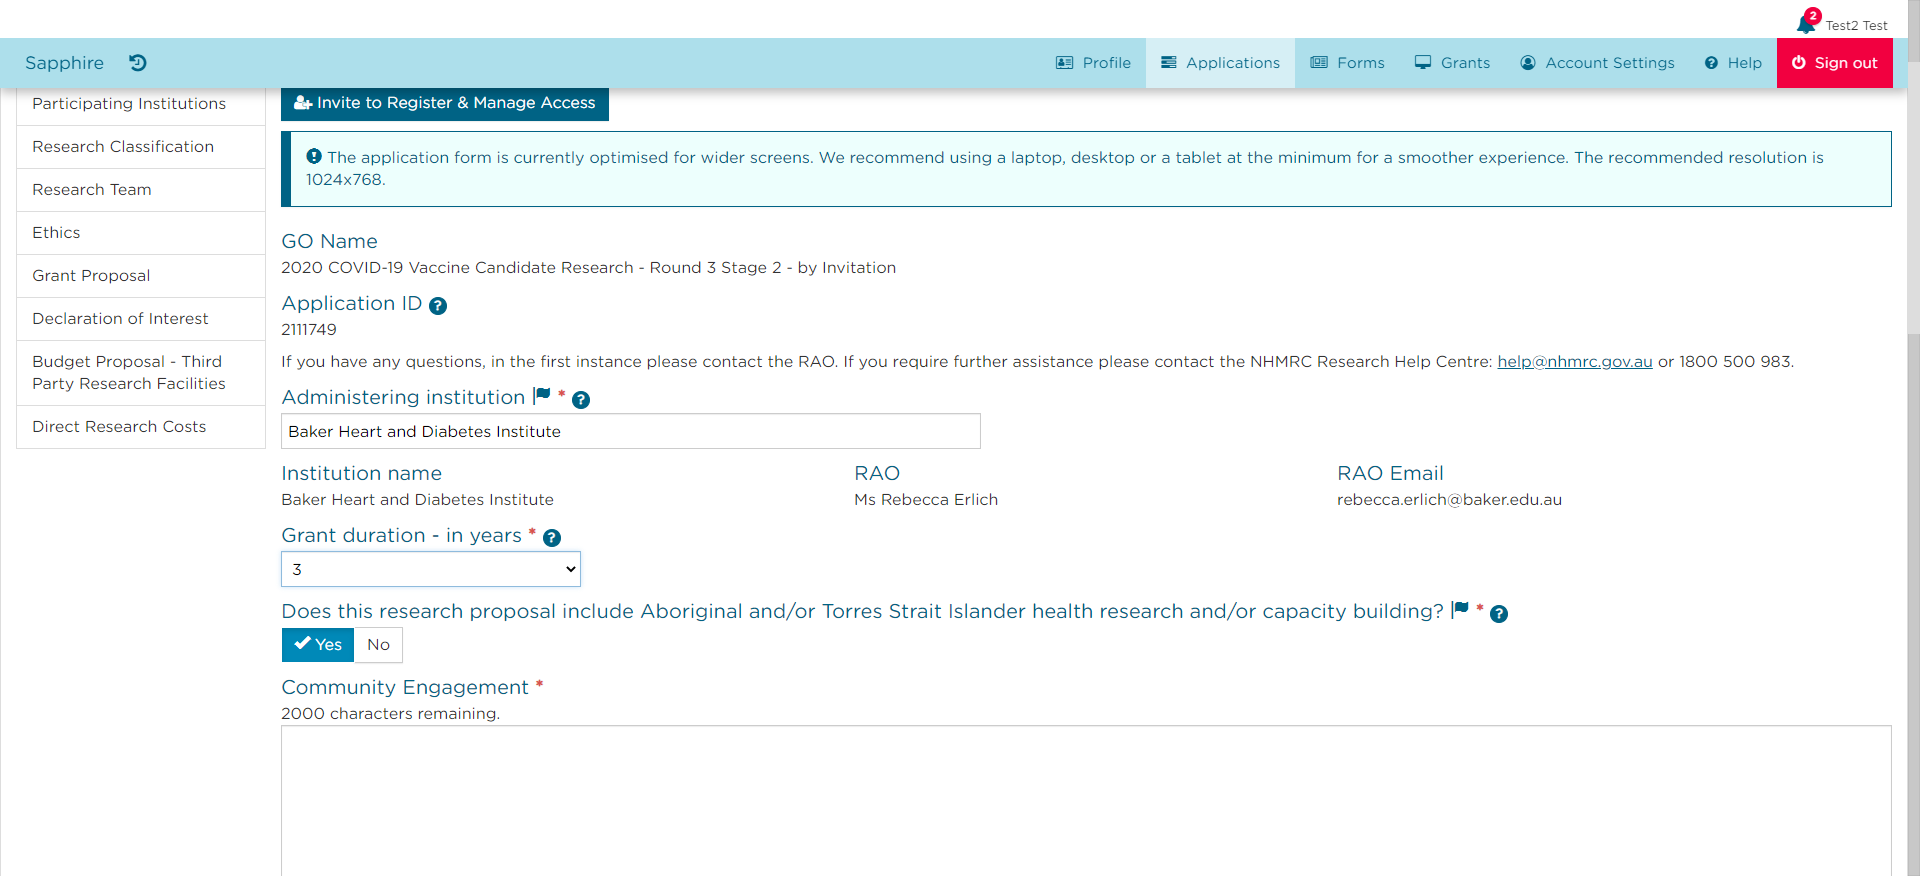 2
Test2 Test
Sapphire
Profile
Applications
Forms
Grants
Account Settings
Help
Sign out
Participating Institutions
Research Classification
Research Team
Ethics
Grant Proposal
Declaration of Interest
Budget Proposal - Third
Party Research Facilities
Direct Research Costs
Invite to Register & Manage Access
The application form is currently optimised for wider screens. We recommend using a laptop, desktop or a tablet at the minimum for a smoother experience. The recommended resolution is
1024x768.
GO Name
2020 COVID-19 Vaccine Candidate Research - Round 3 Stage 2 - by Invitation
Application ID ?
2111749
If you have any questions, in the first instance please contact the RAO. If you require further assistance please contact the NHMRC Research Help Centre: help@nhmrc.gov.au or 1800 500 983.
Administering institution * ?
Baker Heart and Diabetes Institute
Institution name
Baker Heart and Diabetes Institute
RAO
Ms Rebecca Erlich
RAO Email
rebecca.erlich@baker.edu.au
Grant duration - in years * ?
3
Does this research proposal include Aboriginal and/or Torres Strait Islander health research and/or capacity building? * ?
Yes
No
Community Engagement *
2000 characters remaining.